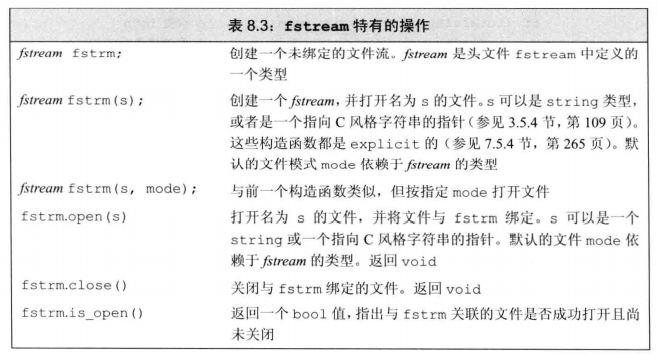 表 8.3：fstream 特有的操作
fstream fstrm; 创建一个未绑定的文件流。fstream 是头文件 fstream 中定义的
一个类型
fstream fstrm(s); 创建一个 fstream，并打开名为 s 的文件。s 可以是 string 类型，
或者是一个指向 C 风格字符串的指针（参见 3.5.4 节，第 109 页）。
这些构造函数都是 explicit 的（参见 7.5.4 节，第 265 页）。默
认的文件模式 mode 依赖于 fstream 的类型
fstream fstrm(s, mode); 与前一个构造函数类似，但按指定 mode 打开文件
fstrm.open(s) 打开名为 s 的文件，并将文件与 fstrm 绑定。s 可以是一个
string 或一个指向 C 风格字符串的指针。默认的文件 mode 依
赖于 fstream 的类型。返回 void
fstrm.close() 关闭与 fstrm 绑定的文件。返回 void
fstrm.is_open() 返回一个 bool 值，指出与 fstrm 关联的文件是否成功打开且尚
未关闭